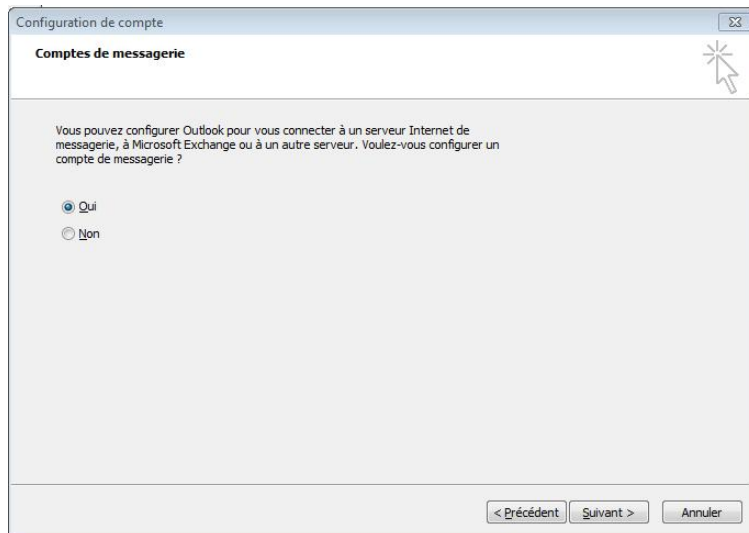 Configuration de compte
Comptes de messagerie
Vous pouvez configurer Outlook pour vous connecter à un serveur Internet de
messagerie, à Microsoft Exchange ou à un autre serveur. Voulez-vous configurer un
compte de messagerie ?
Oui
Non
< Précédent Suivant > Annuler